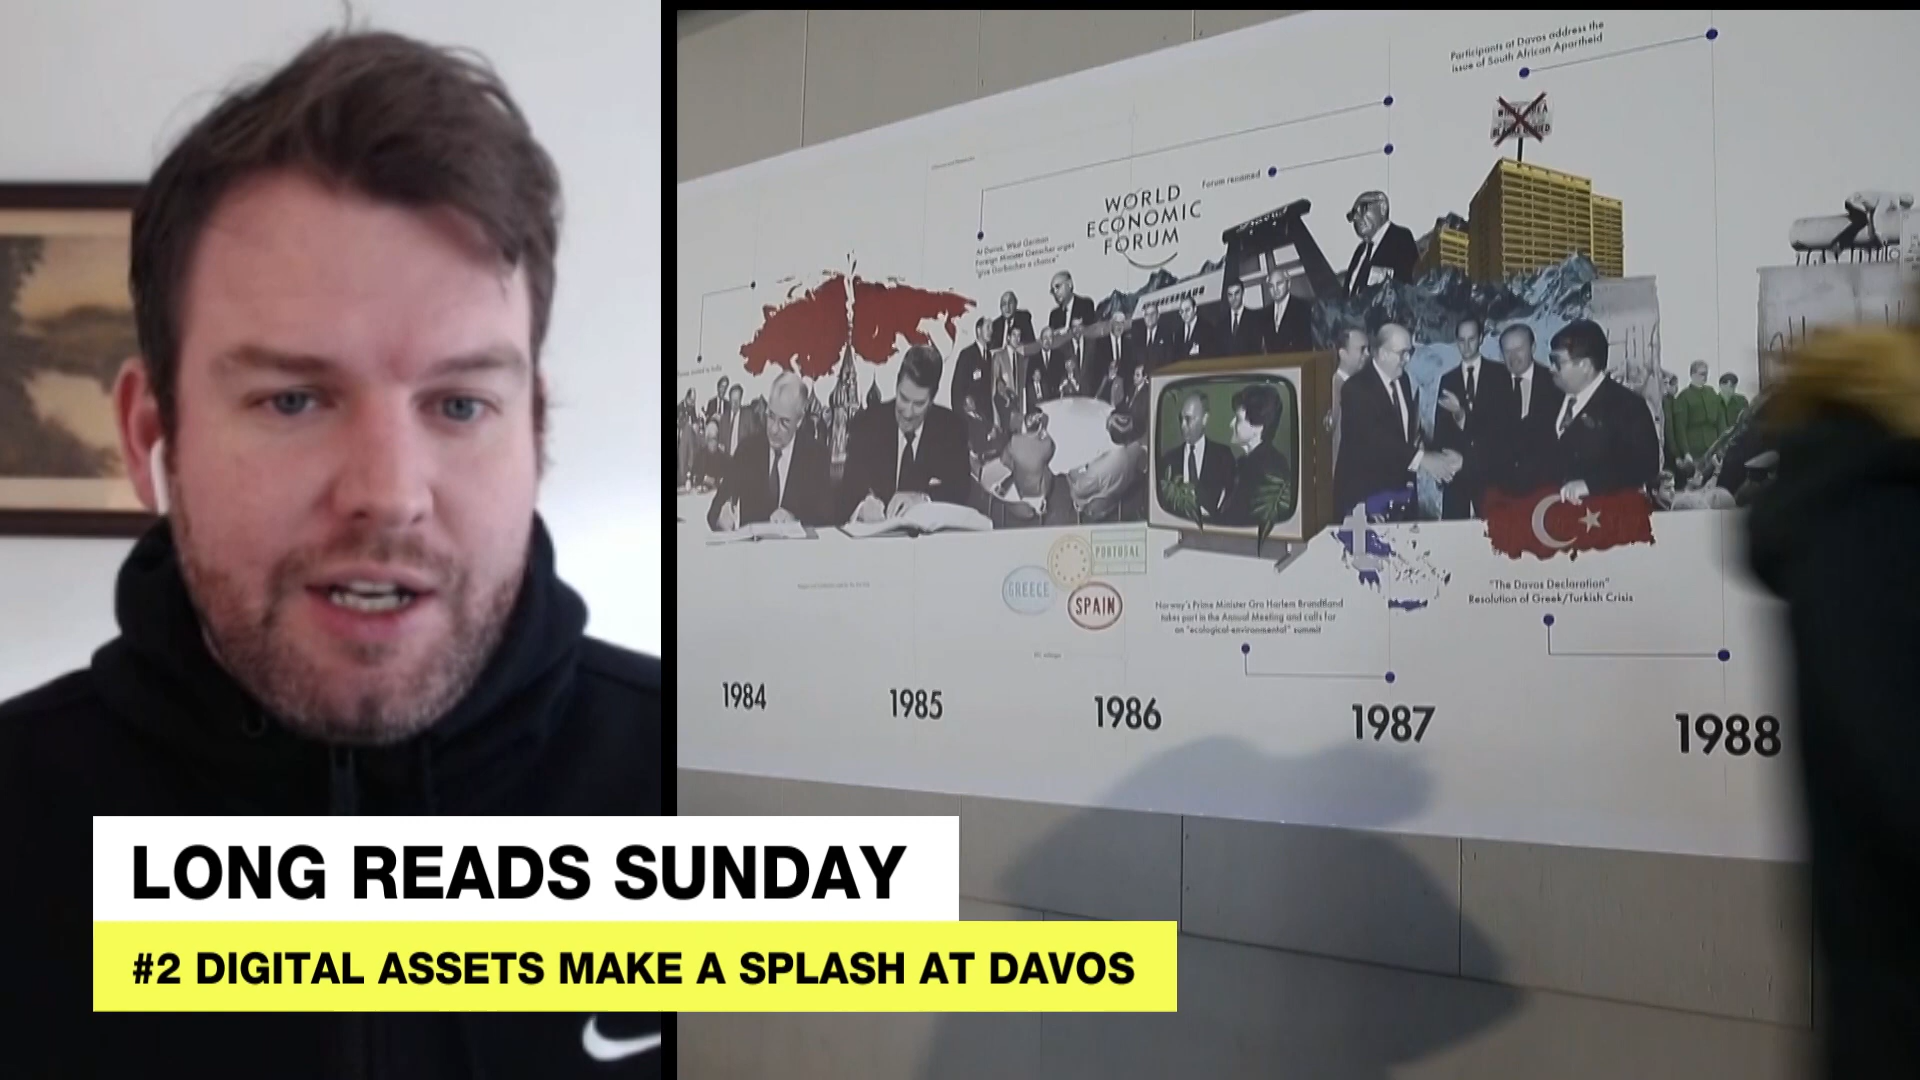 Participants at Davos address the
issue of South African Apartheid
WORLD
ECONOMIC
FORUM
Forum renamed
At Davos, West German
Foreign Minister Genscher urges
"give Gorbachev a chance"
PORTUGAL
GREECE
SPAIN
Norway's Prime Minister Gro Harlem Brundtland
takes part in the Annual Meeting and calls for
an "ecological-environmental" summit
"The Davos Declaration"
Resolution of Greek/Turkish Crisis
1984
1985
1986
1987
1988
LONG READS SUNDAY
#2 DIGITAL ASSETS MAKE A SPLASH AT DAVOS